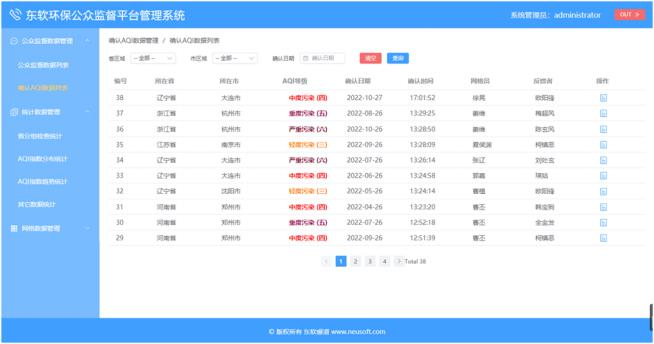 东软环保公众监督平台管理系统
系统管理员：administrator
OUT
公众监督数据管理
公众监督数据列表
确认AQI数据列表
统计数据管理
省分组检查统计
AQI指数分布统计
AQI指数趋势统计
其它数据统计
网格数据管理
确认AQI数据管理 / 确认AQI数据列表
省区域 --全部-- 市区域 --全部-- 确认日期 确认日期 清空 查询
编号 所在省 所在市 AQI等级 确认日期 确认时间 网格员 反馈者 操作
38 辽宁省 大连市 中度污染 (四) 2022-10-27 17:01:52 徐晃 欧阳锋
37 浙江省 杭州市 重度污染 (五) 2022-08-26 13:29:25 姜维 梅超风
36 浙江省 杭州市 严重污染 (六) 2022-10-26 13:28:50 姜维 陈玄风
35 江苏省 南京市 轻度污染 (三) 2022-09-26 13:28:09 夏侯渊 柯镇恶
34 辽宁省 大连市 严重污染 (六) 2022-07-26 13:26:14 张辽 刘处玄
33 辽宁省 大连市 中度污染 (四) 2022-06-26 13:24:58 郭嘉
32 辽宁省 沈阳市 轻度污染 (三) 2022-05-26 13:24:14 曹植 欧阳锋
31 河南省 郑州市 中度污染 (四) 2022-04-26 13:23:20 曹丕 韩宝驹
30 河南省 郑州市 重度污染 (五) 2022-07-26 12:52:18 曹丕 全金发
29 河南省 郑州市 中度污染 (四) 2022-09-26 12:51:39 曹丕 柯镇恶
< 1 2 3 4 > Total 38
© 版权所有 东软睿道 www.neusoft.com